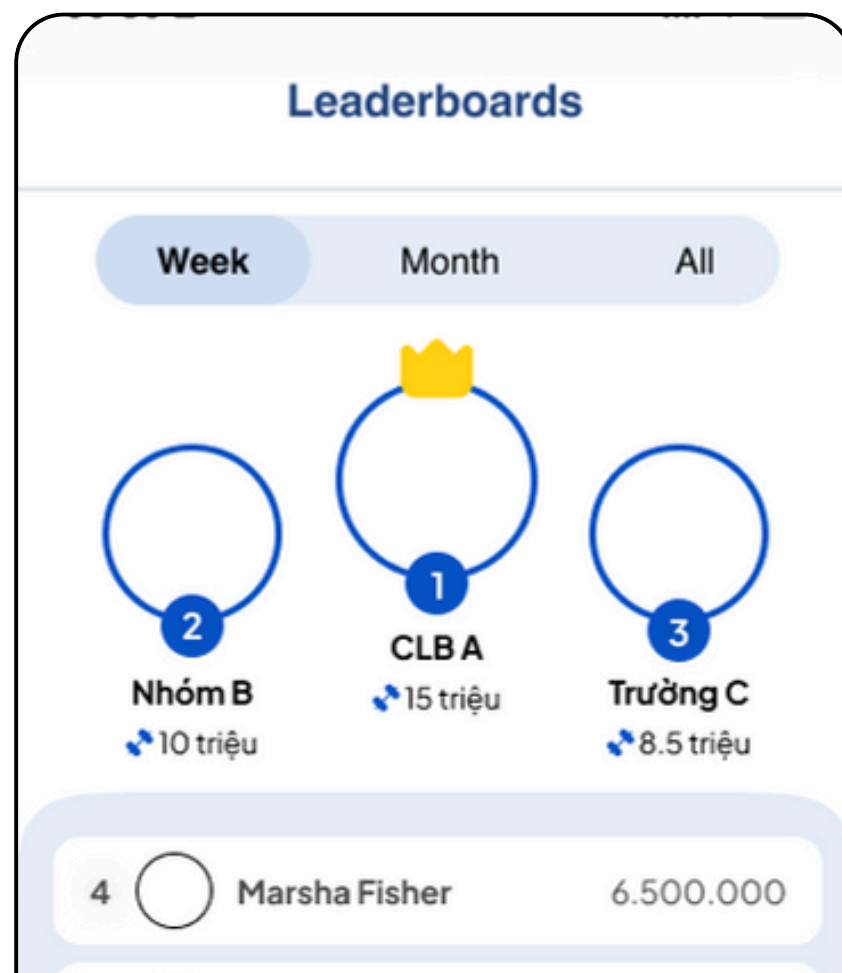 Leaderboards
Week Month All
1
CLB A
15 triệu
2
Nhóm B
10 triệu
3
Trường C
8.5 triệu
4 Marsha Fisher 6.500.000